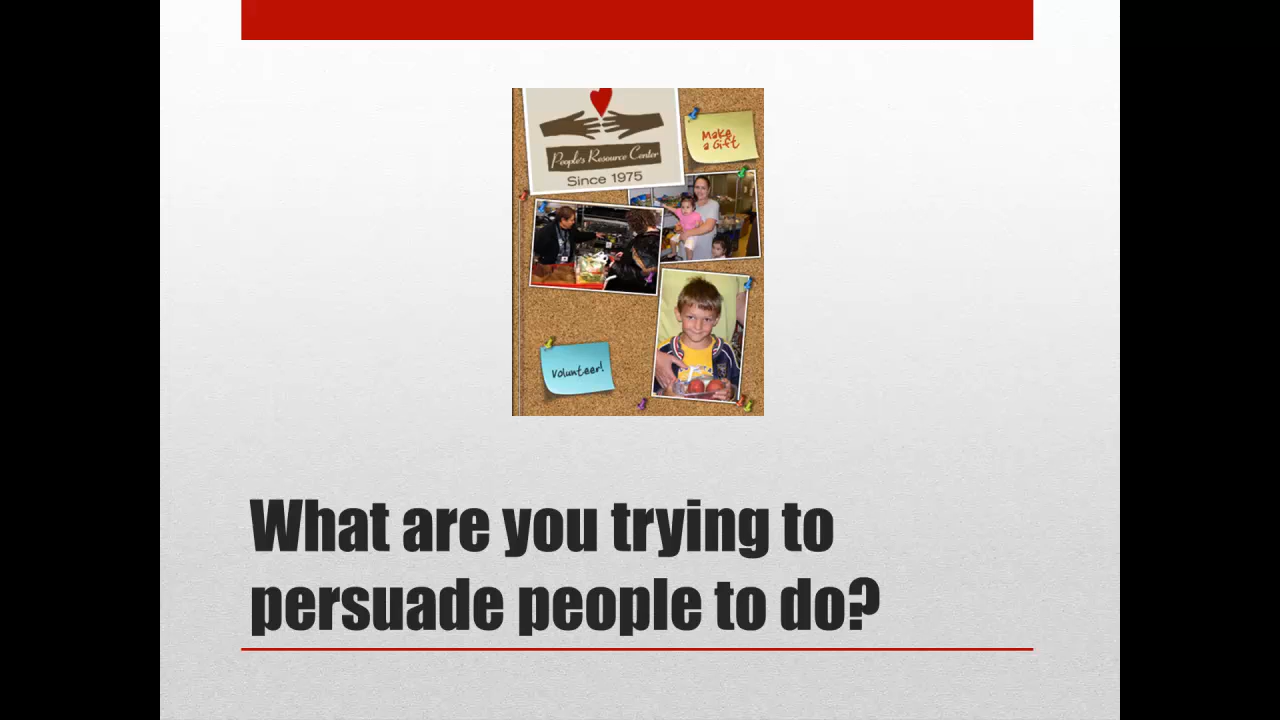 People's Resource Center
Since 1975
Make
a Gift
Volunteer!
What are you trying to
persuade people to do?